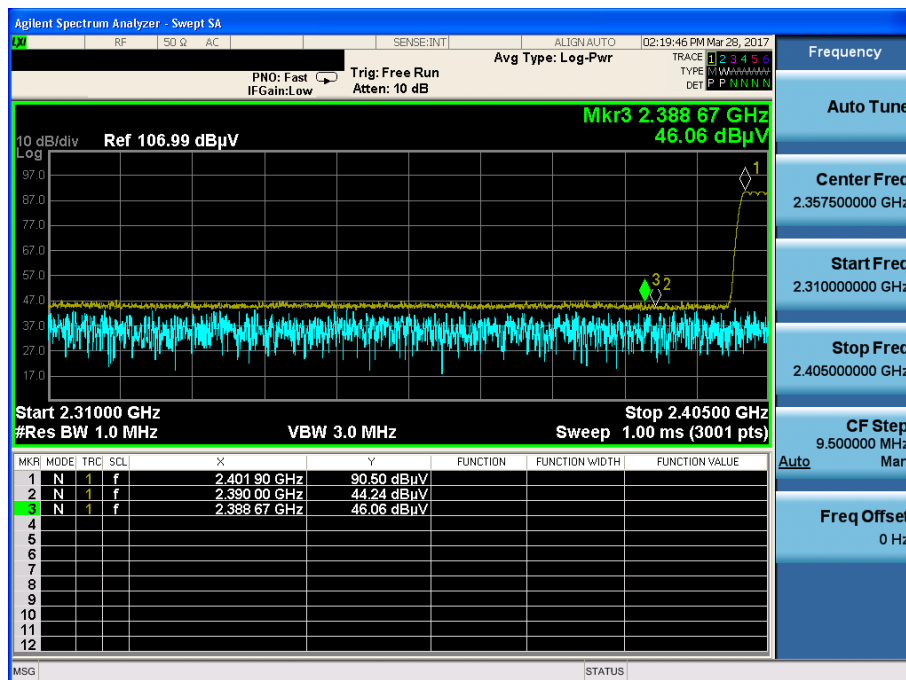 Agilent Spectrum Analyzer - Swept SA
LXI RF 50 Ω AC SENSE:INT ALIGN AUTO 02:19:46 PM Mar 28, 2017
Avg Type: Log-Pwr
PNO: Fast Trig: Free Run
IFGain:Low Atten: 10 dB
TRACE 1 2 3 4 5 6
TYPE M W W W W W
DET P P N N N N
Mkr3 2.388 67 GHz
46.06 dBµV
10 dB/div Ref 106.99 dBµV
Log
97.0
87.0
77.0
67.0
57.0
47.0
37.0
27.0
17.0
1
3 2
Start 2.31000 GHz Stop 2.40500 GHz
#Res BW 1.0 MHz VBW 3.0 MHz Sweep 1.00 ms (3001 pts)
MKR MODE TRC SCL X Y FUNCTION FUNCTION WIDTH FUNCTION VALUE
1 N 1 f 2.401 90 GHz 90.50 dBµV
2 N 1 f 2.390 00 GHz 44.24 dBµV
3 N 1 f 2.388 67 GHz 46.06 dBµV
4
5
6
7
8
9
10
11
12
MSG STATUS
Frequency
Auto Tune
Center Freq
2.357500000 GHz
Start Freq
2.310000000 GHz
Stop Freq
2.405000000 GHz
CF Step
9.500000 MHz
Auto Man
Freq Offset
0 Hz